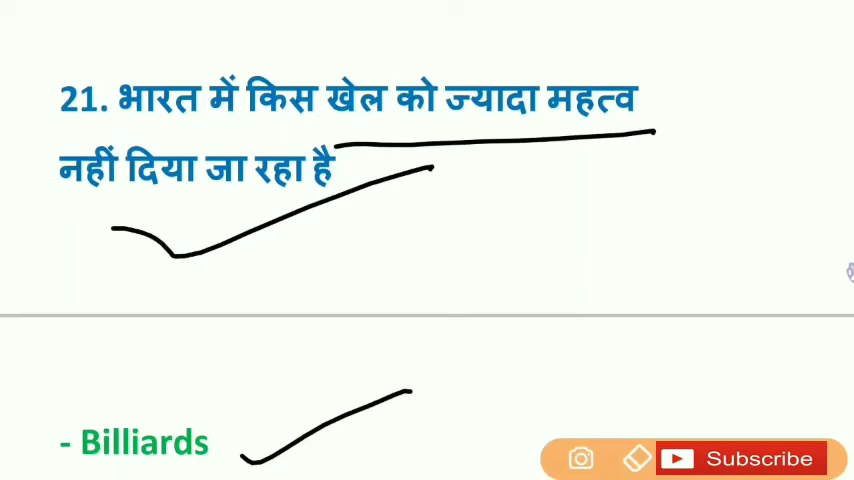 21. भारत में किस खेल को ज्यादा महत्व
नहीं दिया जा रहा है
- Billiards
Subscribe